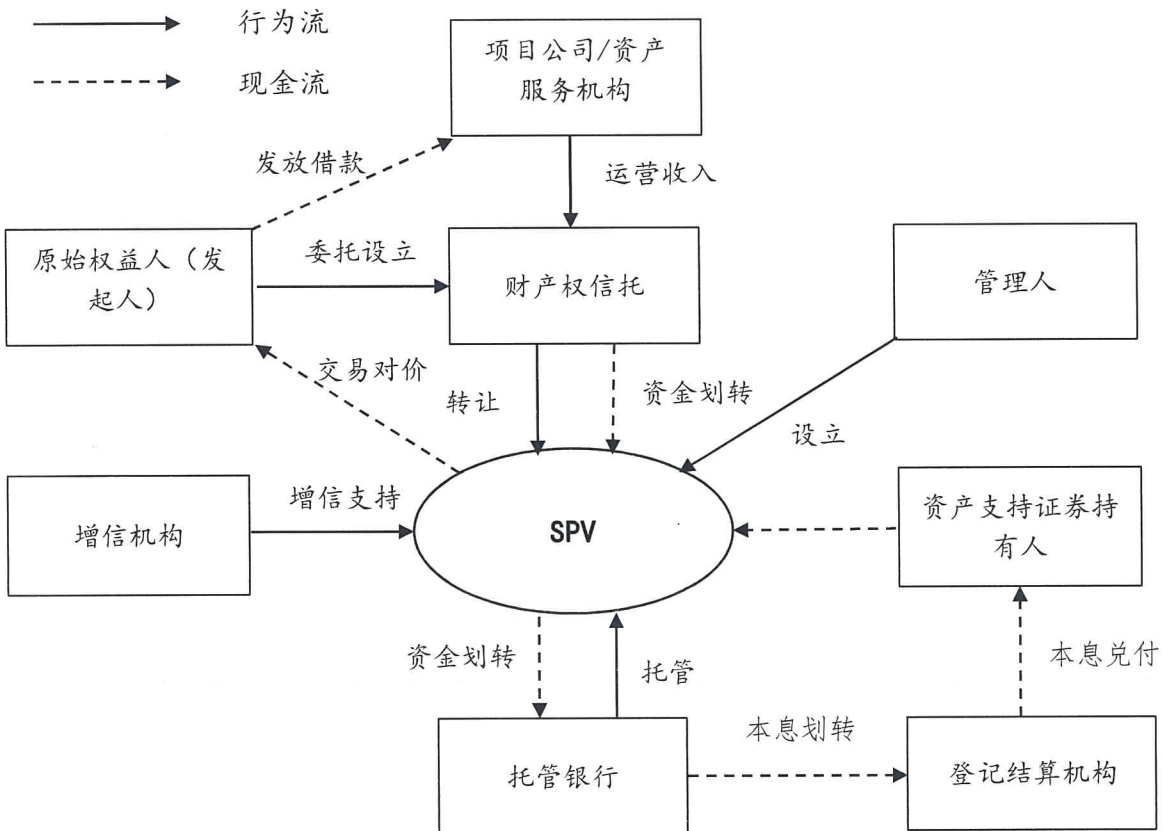 行为流
现金流
项目公司/资产
服务机构
发放借款
运营收入
原始权益人（发
起人）
委托设立
财产权信托
管理人
交易对价
转让
资金划转
设立
增信机构
增信支持
SPV
资产支持证券持
有人
资金划转
托管
本息兑付
托管银行
本息划转
登记结算机构